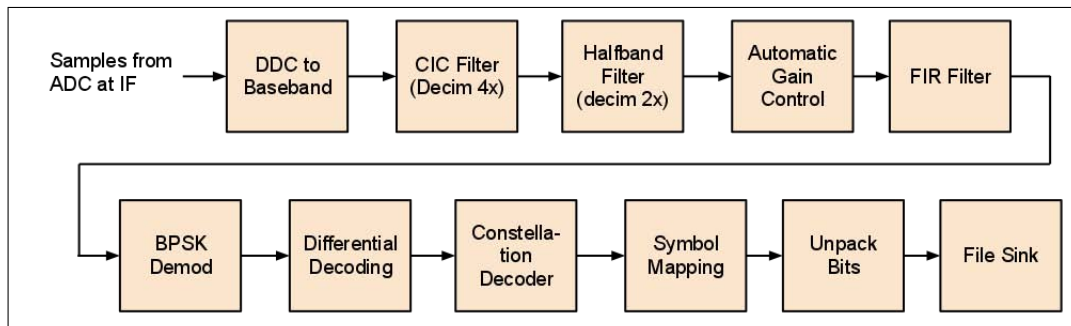 Samples from
ADC at IF
DDC to
Baseband
CIC Filter
(Decim 4x)
Halfband
Filter
(decim 2x)
Automatic
Gain
Control
FIR Filter
BPSK
Demod
Differential
Decoding
Constella-
tion
Decoder
Symbol
Mapping
Unpack
Bits
File Sink